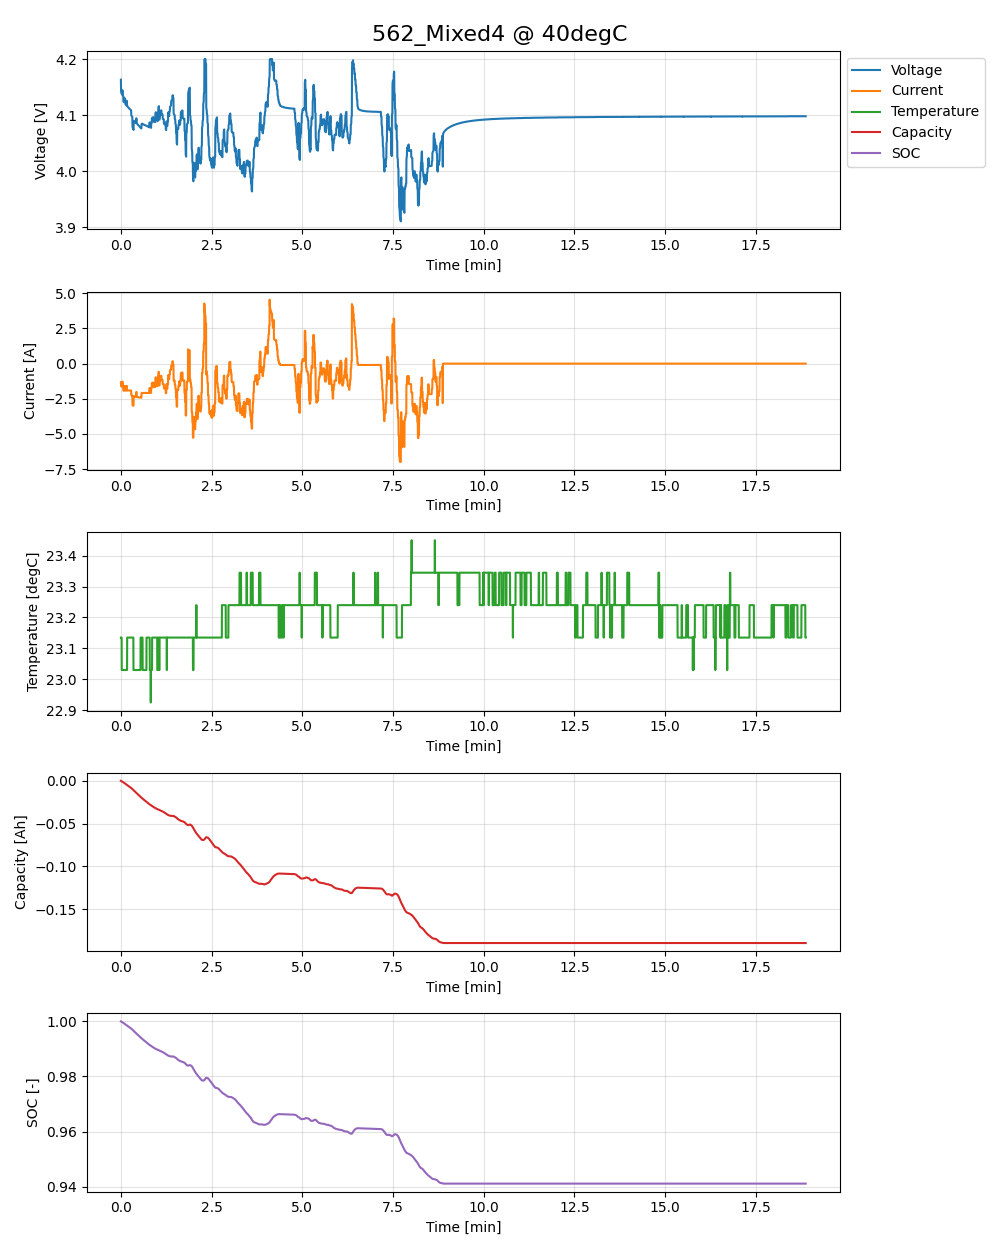 562_Mixed4 @ 40degC
Voltage
Current
Temperature
Capacity
SOC
Voltage [V]
4.2
4.1
4.0
3.9
0.0 2.5 5.0 7.5 10.0 12.5 15.0 17.5
Time [min]
Current [A]
5.0
2.5
0.0
−2.5
−5.0
−7.5
0.0 2.5 5.0 7.5 10.0 12.5 15.0 17.5
Time [min]
Temperature [degC]
23.4
23.3
23.2
23.1
23.0
22.9
0.0 2.5 5.0 7.5 10.0 12.5 15.0 17.5
Time [min]
Capacity [Ah]
0.00
−0.05
−0.10
−0.15
0.0 2.5 5.0 7.5 10.0 12.5 15.0 17.5
Time [min]
SOC [-]
1.00
0.98
0.96
0.94
0.0 2.5 5.0 7.5 10.0 12.5 15.0 17.5
Time [min]